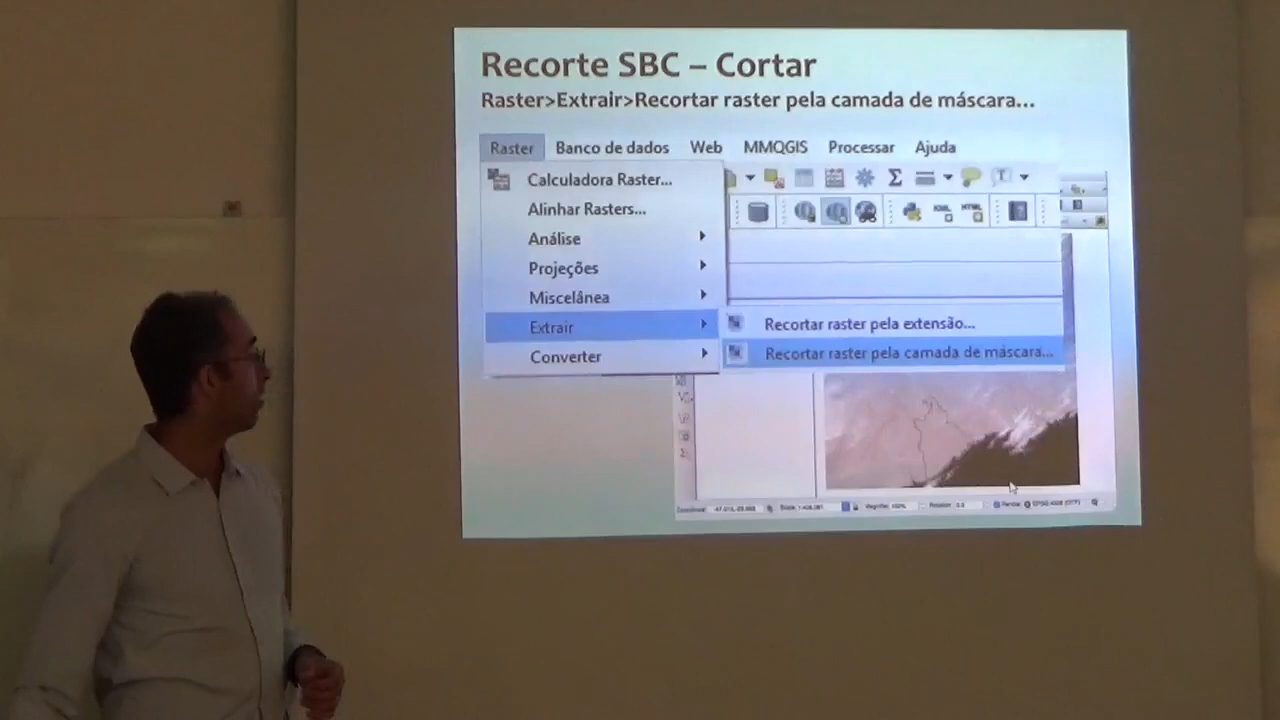 Recorte SBC – Cortar
Raster>Extrair>Recortar raster pela camada de máscara...
Raster Banco de dados Web MMQGIS Processar Ajuda
Calculadora Raster...
Alinhar Rasters...
Análise
Projeções
Miscelânea
Extrair
Recortar raster pela extensão...
Converter
Recortar raster pela camada de máscara...